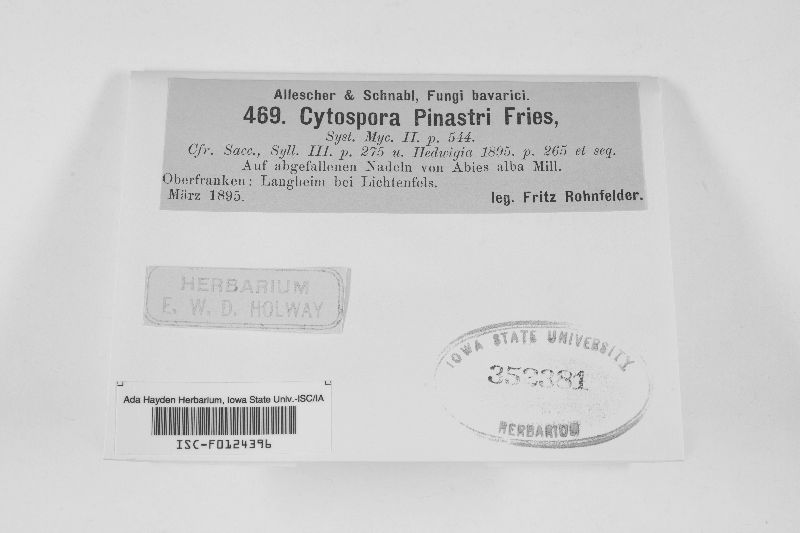 Allescher & Schnabl, Fungi bavarici.
469. Cytospora Pinastri Fries,
Syst. Myc. II. p. 544.
Cfr. Sacc., Syll. III. p. 275 u. Hedwigia 1895. p. 265 et seq.
Auf abgefallenen Nadeln von Abies alba Mill.
Oberfranken: Langheim bei Lichtenfels.
März 1895. leg. Fritz Rohnfelder.
HERBARIUM
E. W. D. HOLWAY
IOWA STATE UNIVERSITY
359381
HERBARIUM
Ada Hayden Herbarium, Iowa State Univ.-ISC/IA
ISC-F0124396